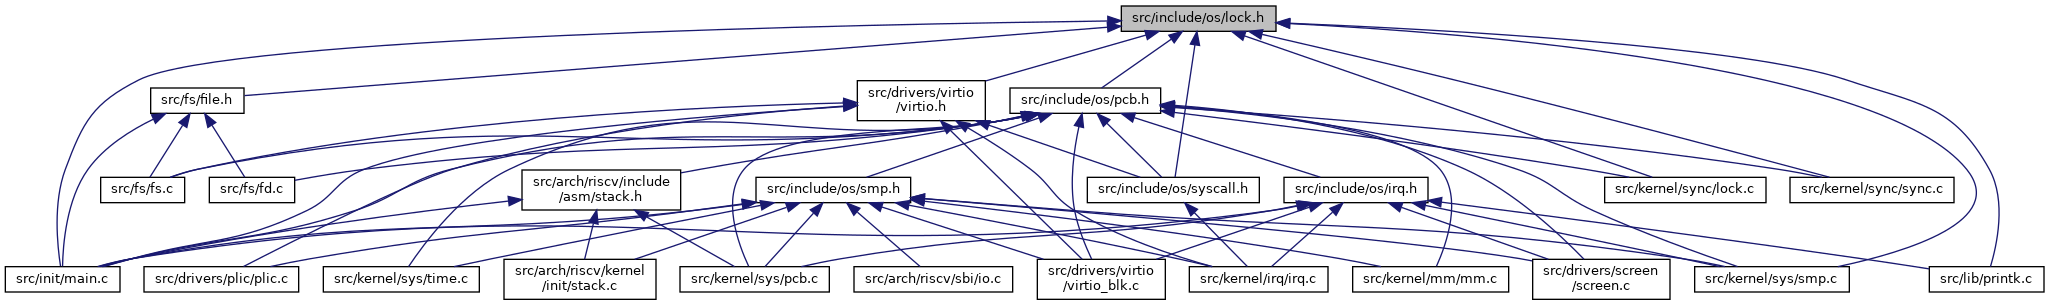 src/include/os/lock.h
src/fs/file.h
src/drivers/virtio
/virtio.h
src/include/os/pcb.h
src/fs/fs.c
src/fs/fd.c
src/arch/riscv/include
/asm/stack.h
src/include/os/smp.h
src/include/os/syscall.h
src/include/os/irq.h
src/kernel/sync/lock.c
src/kernel/sync/sync.c
src/init/main.c
src/drivers/plic/plic.c
src/kernel/sys/time.c
src/arch/riscv/kernel
/init/stack.c
src/kernel/sys/pcb.c
src/arch/riscv/sbi/io.c
src/drivers/virtio
/virtio_blk.c
src/kernel/irq/irq.c
src/kernel/mm/mm.c
src/drivers/screen
/screen.c
src/kernel/sys/smp.c
src/lib/printk.c